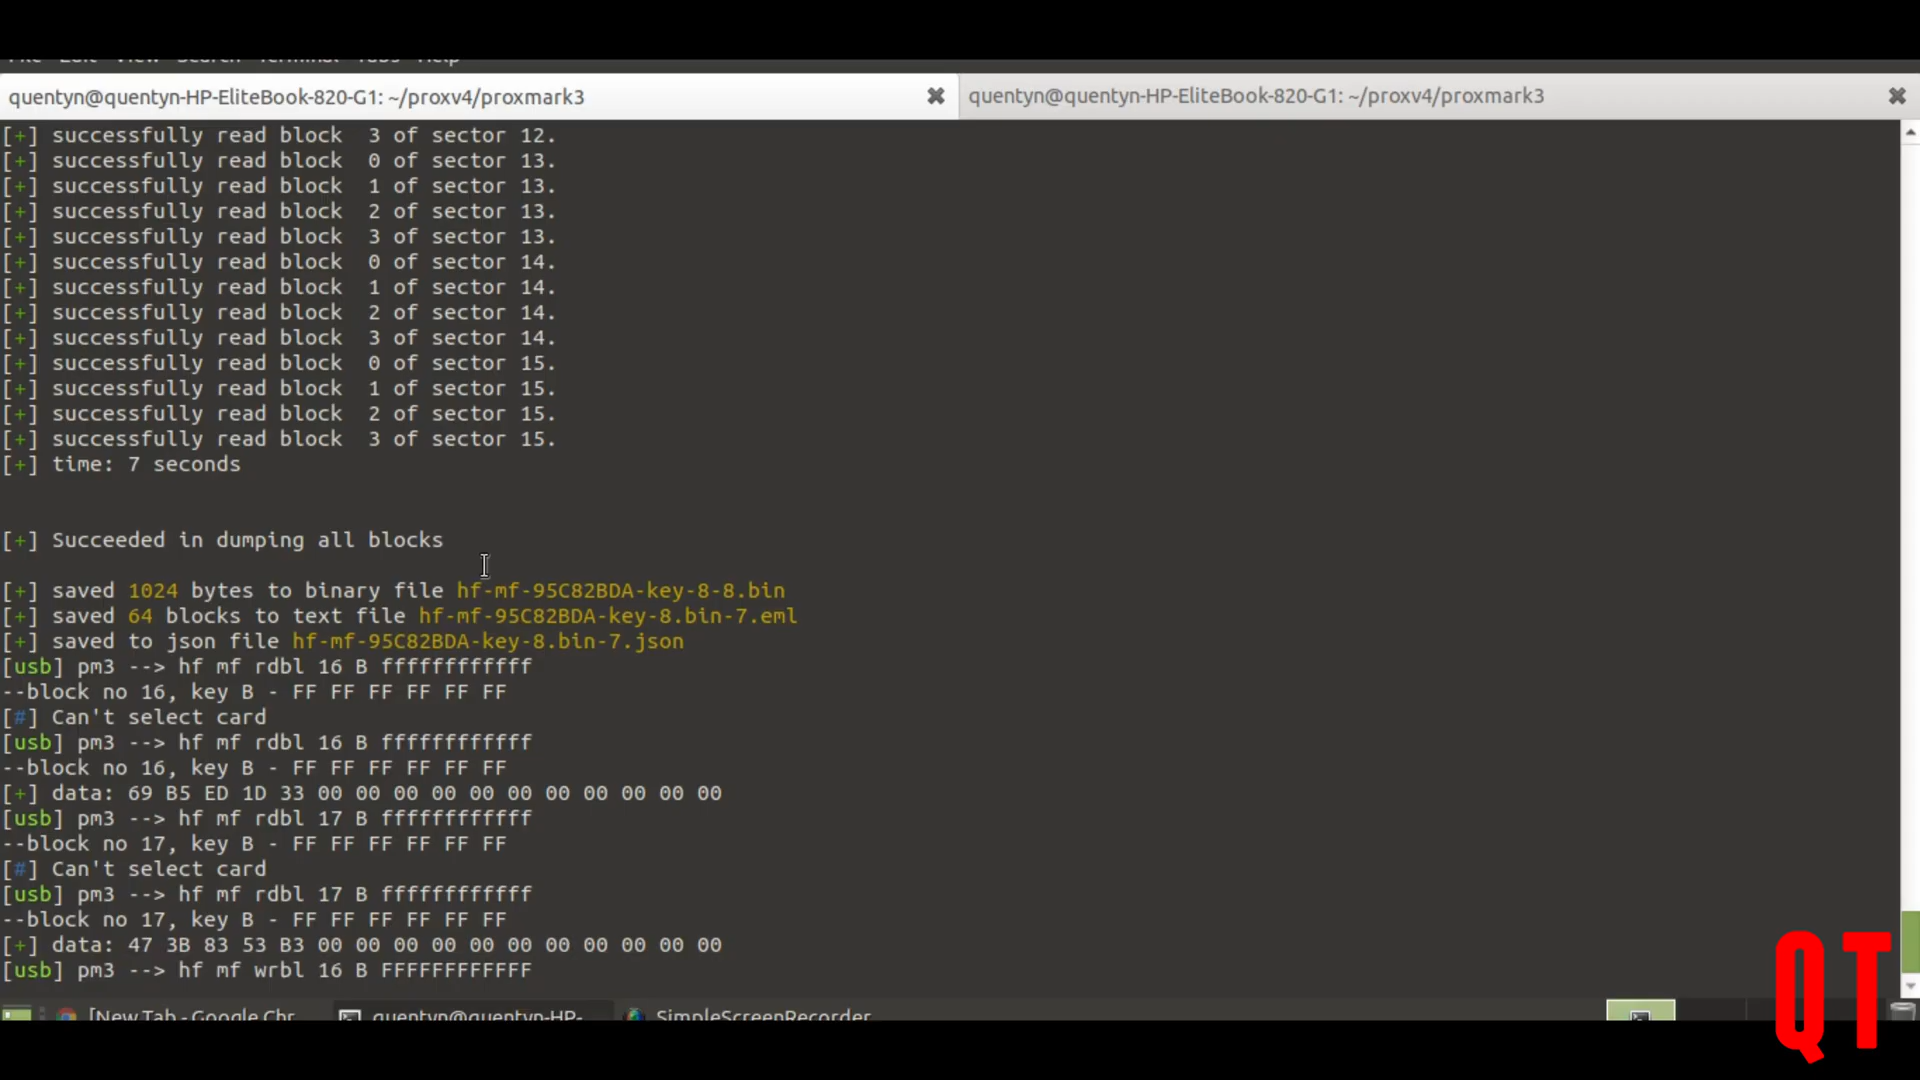 File Edit View Search Terminal Tabs Help
quentyn@quentyn-HP-EliteBook-820-G1: ~/proxv4/proxmark3
quentyn@quentyn-HP-EliteBook-820-G1: ~/proxv4/proxmark3
[+] successfully read block  3 of sector 12.
[+] successfully read block  0 of sector 13.
[+] successfully read block  1 of sector 13.
[+] successfully read block  2 of sector 13.
[+] successfully read block  3 of sector 13.
[+] successfully read block  0 of sector 14.
[+] successfully read block  1 of sector 14.
[+] successfully read block  2 of sector 14.
[+] successfully read block  3 of sector 14.
[+] successfully read block  0 of sector 15.
[+] successfully read block  1 of sector 15.
[+] successfully read block  2 of sector 15.
[+] successfully read block  3 of sector 15.
[+] time: 7 seconds
[+] Succeeded in dumping all blocks
[+] saved 1024 bytes to binary file hf-mf-95C82BDA-key-8-8.bin
[+] saved 64 blocks to text file hf-mf-95C82BDA-key-8.bin-7.eml
[+] saved to json file hf-mf-95C82BDA-key-8.bin-7.json
[usb] pm3 --> hf mf rdbl 16 B ffffffffffff
--block no 16, key B - FF FF FF FF FF FF
[#] Can't select card
[usb] pm3 --> hf mf rdbl 16 B ffffffffffff
--block no 16, key B - FF FF FF FF FF FF
[+] data: 69 B5 ED 1D 33 00 00 00 00 00 00 00 00 00 00 00
[usb] pm3 --> hf mf rdbl 17 B ffffffffffff
--block no 17, key B - FF FF FF FF FF FF
[#] Can't select card
[usb] pm3 --> hf mf rdbl 17 B ffffffffffff
--block no 17, key B - FF FF FF FF FF FF
[+] data: 47 3B 83 53 B3 00 00 00 00 00 00 00 00 00 00 00
[usb] pm3 --> hf mf wrbl 16 B FFFFFFFFFFFF
[New Tab - Google Chr
quentyn@quentyn-HP-
SimpleScreenRecorder
QT